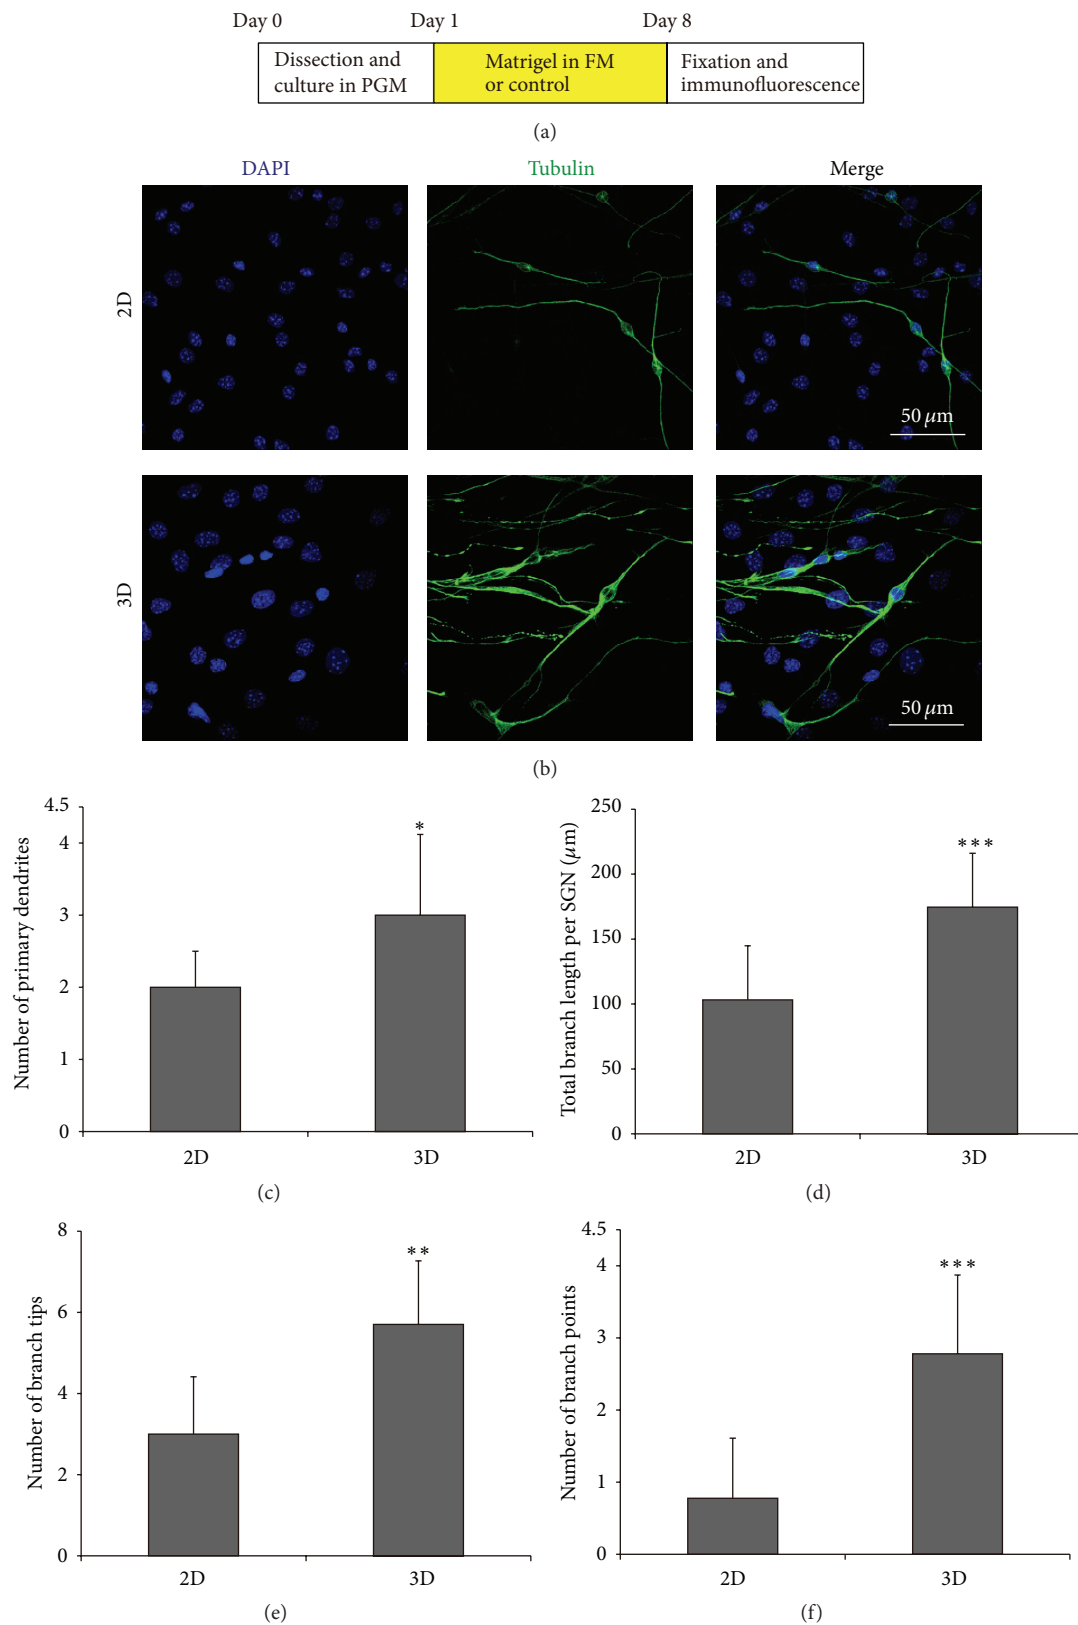 Day 0 Day 1 Day 8
Dissection and
culture in PGM
Matrigel in FM
or control
Fixation and
immunofluorescence
(a)
DAPI Tubulin Merge
2D
50 μm
3D
50 μm
(b)
Number of primary dendrites
4.5
4
3
2
1
0
*
2D 3D
(c)
Total branch length per SGN (μm)
250
200
150
100
50
0
***
2D 3D
(d)
Number of branch tips
8
6
4
2
0
**
2D 3D
(e)
Number of branch points
4.5
4
3
2
1
0
***
2D 3D
(f)